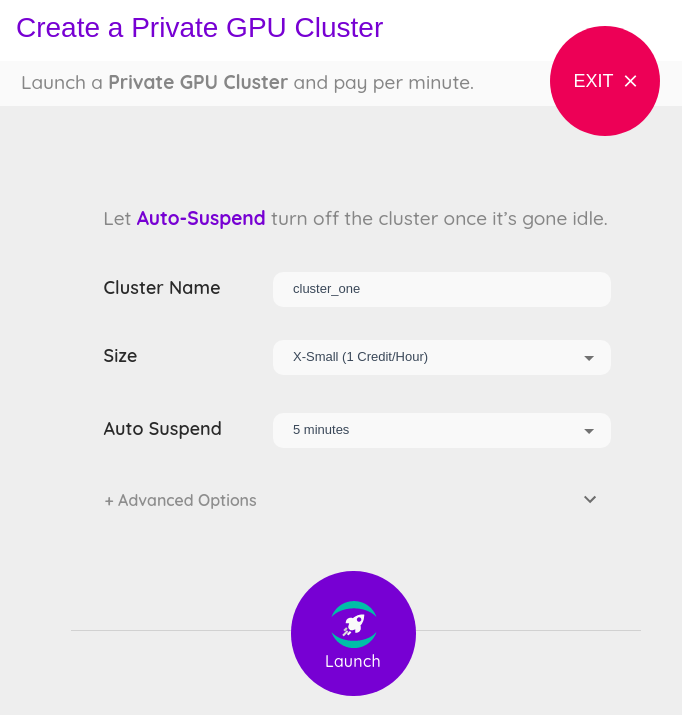 Create a Private GPU Cluster
Launch a Private GPU Cluster and pay per minute.
EXIT ×
Let Auto-Suspend turn off the cluster once it’s gone idle.
Cluster Name
cluster_one
Size
X-Small (1 Credit/Hour)
Auto Suspend
5 minutes
+ Advanced Options
Launch